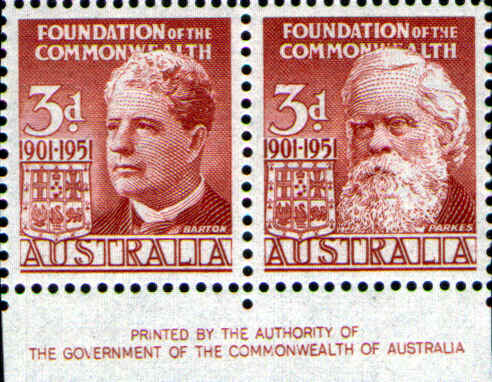 FOUNDATION OF THE
COMMONWEALTH
3d.
1901-1951
BARTON
AUSTRALIA
FOUNDATION OF THE
COMMONWEALTH
3d.
1901-1951
PARKES
AUSTRALIA
PRINTED BY THE AUTHORITY OF
THE GOVERNMENT OF THE COMMONWEALTH OF AUSTRALIA